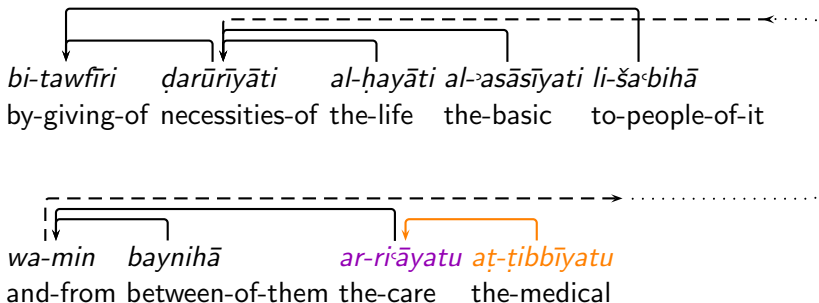 bi-tawfīri ḍarūrīyāti al-ḥayāti al-ʾasāsīyati li-šaʿbihā
by-giving-of necessities-of the-life the-basic to-people-of-it
wa-min baynihā ar-riʿāyatu aṭ-ṭibbīyatu
and-from between-of-them the-care the-medical